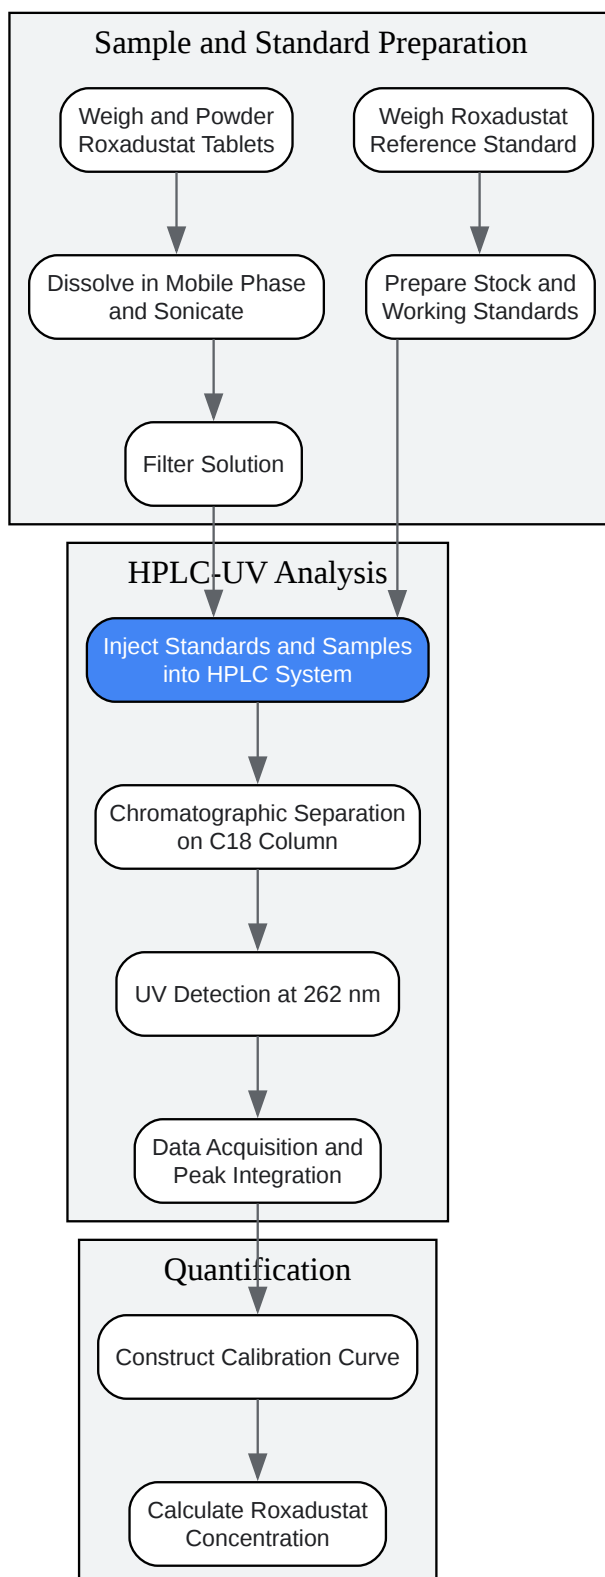 Sample and Standard Preparation
Weigh and Powder
Roxadustat Tablets
Weigh Roxadustat
Reference Standard
Dissolve in Mobile Phase
and Sonicate
Prepare Stock and
Working Standards
Filter Solution
HPLC-UV Analysis
Inject Standards and Samples
into HPLC System
Chromatographic Separation
on C18 Column
UV Detection at 262 nm
Data Acquisition and
Peak Integration
Quantification
Construct Calibration Curve
Calculate Roxadustat
Concentration